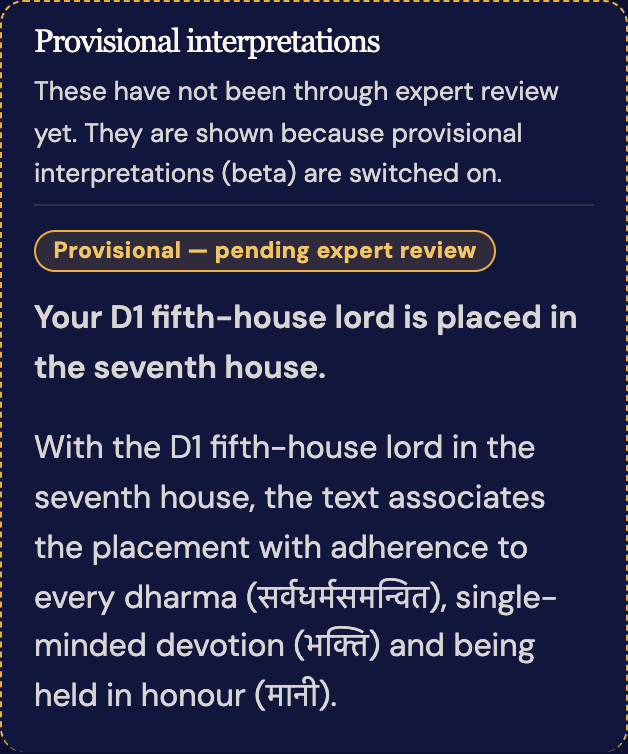 Provisional interpretations
These have not been through expert review
yet. They are shown because provisional
interpretations (beta) are switched on.
Provisional — pending expert review
Your D1 fifth-house lord is placed in
the seventh house.
With the D1 fifth-house lord in the
seventh house, the text associates
the placement with adherence to
every dharma (सर्वधर्मसमन्वित), single-
minded devotion (भक्ति) and being
held in honour (मानी).